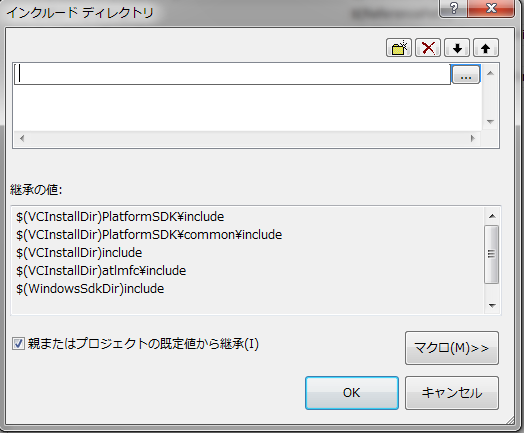 インクルード ディレクトリ
...
継承の値:
$(VCInstallDir)PlatformSDK¥include
$(VCInstallDir)PlatformSDK¥common¥include
$(VCInstallDir)include
$(VCInstallDir)atlmfc¥include
$(WindowsSdkDir)include
親またはプロジェクトの既定値から継承(I)
マクロ(M)>>
OK
キャンセル